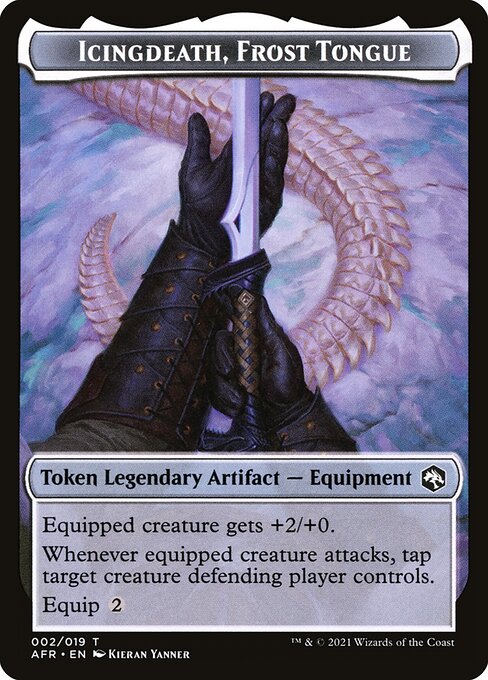 Icingdeath, Frost Tongue
Token Legendary Artifact — Equipment
Equipped creature gets +2/+0.
Whenever equipped creature attacks, tap
target creature defending player controls.
Equip 2
002/019 T
AFR • EN Kieran Yanner
™ & © 2021 Wizards of the Coast